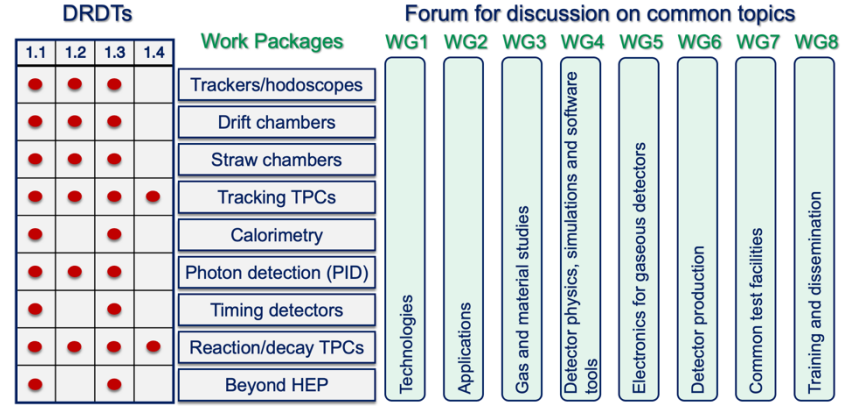 DRDTs
Forum for discussion on common topics
1.1 1.2 1.3 1.4
Work Packages
WG1 WG2 WG3 WG4 WG5 WG6 WG7 WG8
Trackers/hodoscopes
Drift chambers
Straw chambers
Tracking TPCs
Calorimetry
Photon detection (PID)
Timing detectors
Reaction/decay TPCs
Beyond HEP
Technologies
Applications
Gas and material studies
Detector physics, simulations and software
tools
Electronics for gaseous detectors
Detector production
Common test facilities
Training and dissemination